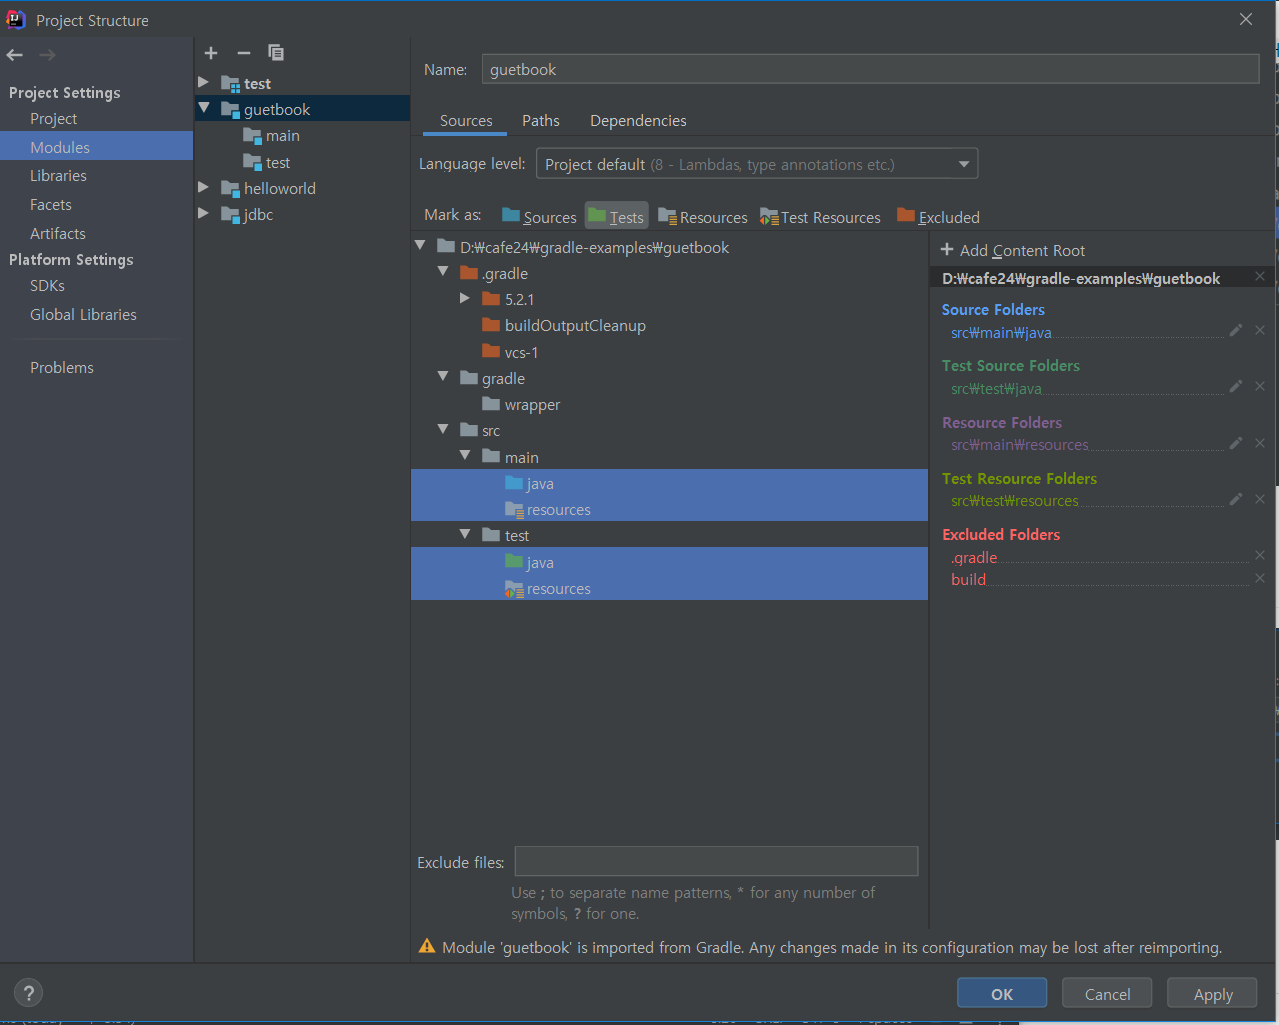 Project Structure
Project Settings
Project
Modules
Libraries
Facets
Artifacts
Platform Settings
SDKs
Global Libraries
Problems
test
guetbook
main
test
helloworld
jdbc
Name: guetbook
Sources Paths Dependencies
Language level: Project default (8 - Lambdas, type annotations etc.)
Mark as: Sources Tests Resources Test Resources Excluded
D:₩cafe24₩gradle-examples₩guetbook
.gradle
5.2.1
buildOutputCleanup
vcs-1
gradle
wrapper
src
main
java
resources
test
java
resources
+ Add Content Root
D:₩cafe24₩gradle-examples₩guetbook
Source Folders
src₩main₩java
Test Source Folders
src₩test₩java
Resource Folders
src₩main₩resources
Test Resource Folders
src₩test₩resources
Excluded Folders
.gradle
build
Exclude files:
Use ; to separate name patterns, * for any number of
symbols, ? for one.
Module 'guetbook' is imported from Gradle. Any changes made in its configuration may be lost after reimporting.
?
OK Cancel Apply